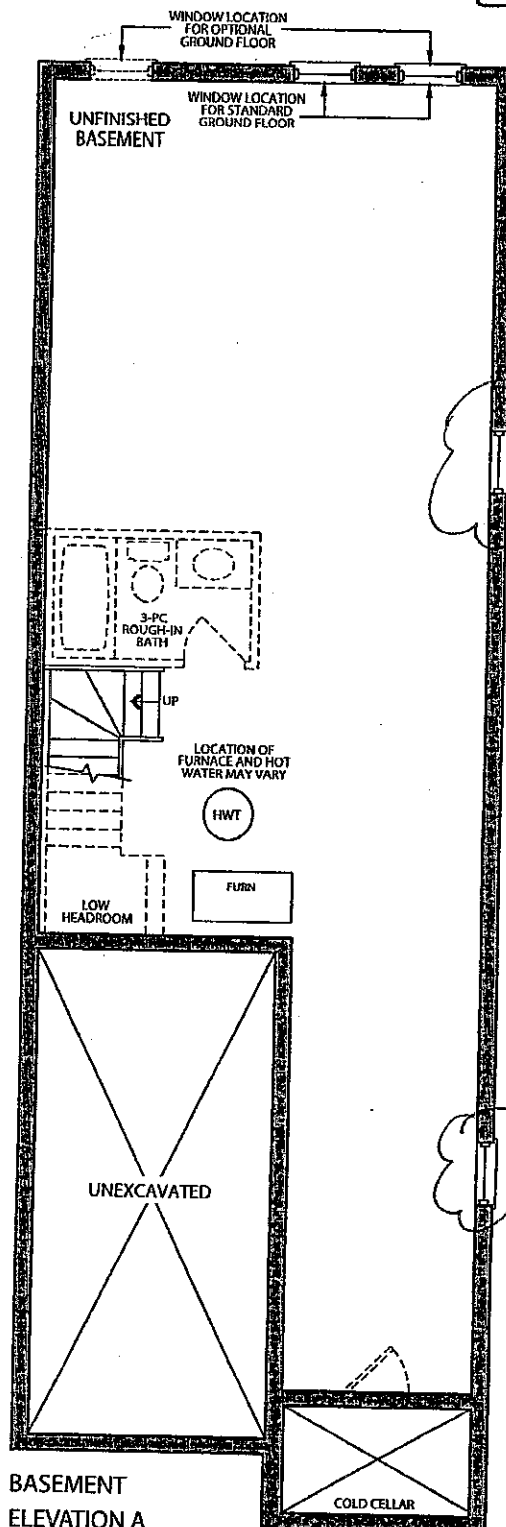 WINDOW LOCATION
FOR OPTIONAL
GROUND FLOOR
UNFINISHED
BASEMENT
WINDOW LOCATION
FOR STANDARD
GROUND FLOOR
3-PC
ROUGH-IN
BATH
UP
LOCATION OF
FURNACE AND HOT
WATER MAY VARY
HWT
FURN
LOW
HEADROOM
UNEXCAVATED
COLD CELLAR
BASEMENT
ELEVATION A